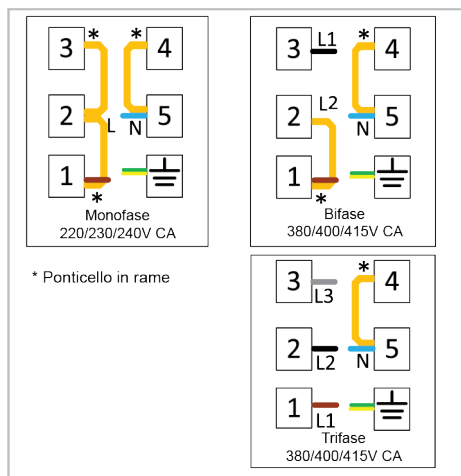 * *
3 4
2 L N 5
1
*
Monofase
220/230/240V CA
L1 *
3 4
L2
2 N 5
1
*
Bifase
380/400/415V CA
* Ponticello in rame
*
3 4
L3
2 5
L2 N
1
L1
Trifase
380/400/415V CA